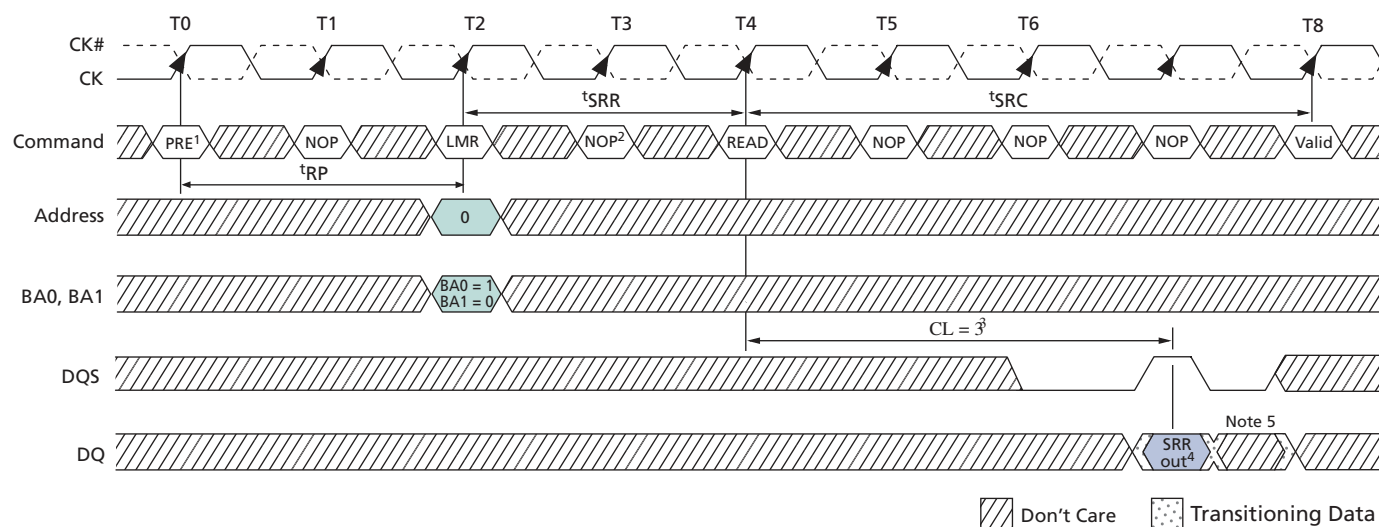 T0 T1 T2 T3 T4 T5 T6 T8
CK#
CK
tSRR tSRC
Command PRE1 NOP LMR NOP2 READ NOP NOP NOP Valid
tRP
Address 0
BA0, BA1 BA0 = 1
BA1 = 0
CL = 33
DQS
Note 5
DQ SRR
out4
Don't Care Transitioning Data